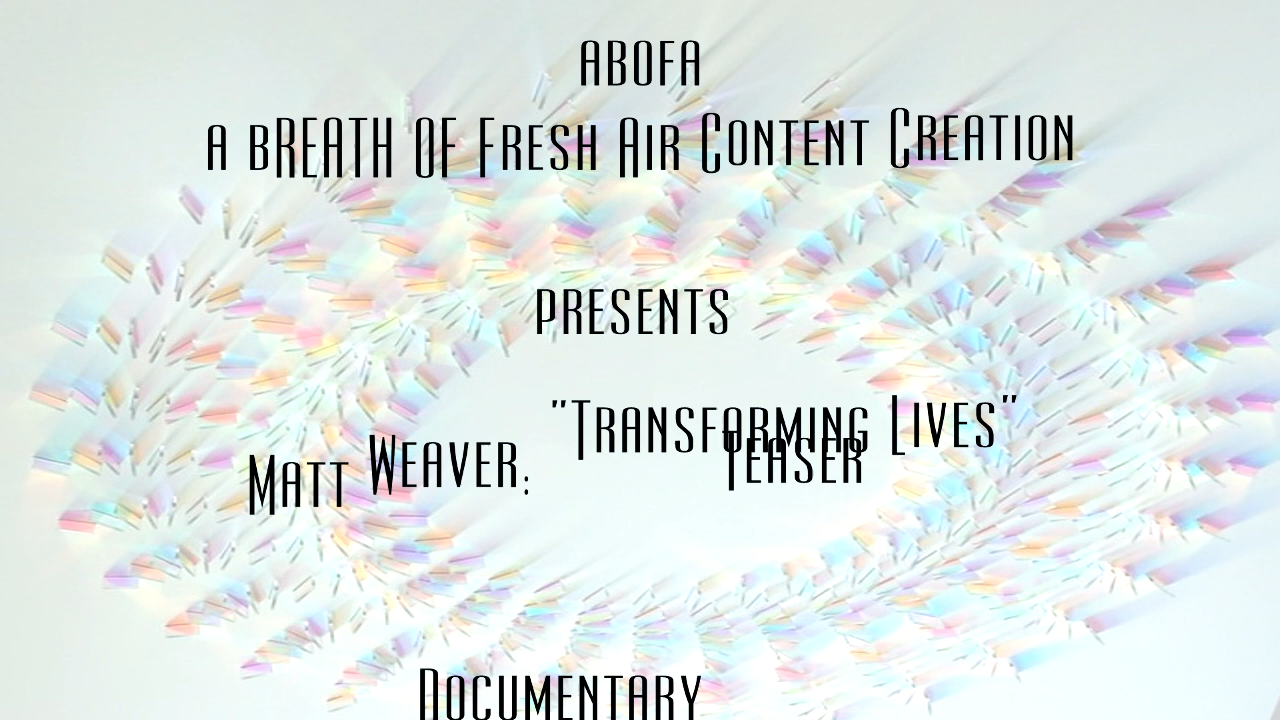 ABOFA
A BREATH OF FRESH AIR CONTENT CREATION
PRESENTS
MATT WEAVER: "TRANSFORMING LIVES"
TEASER
DOCUMENTARY